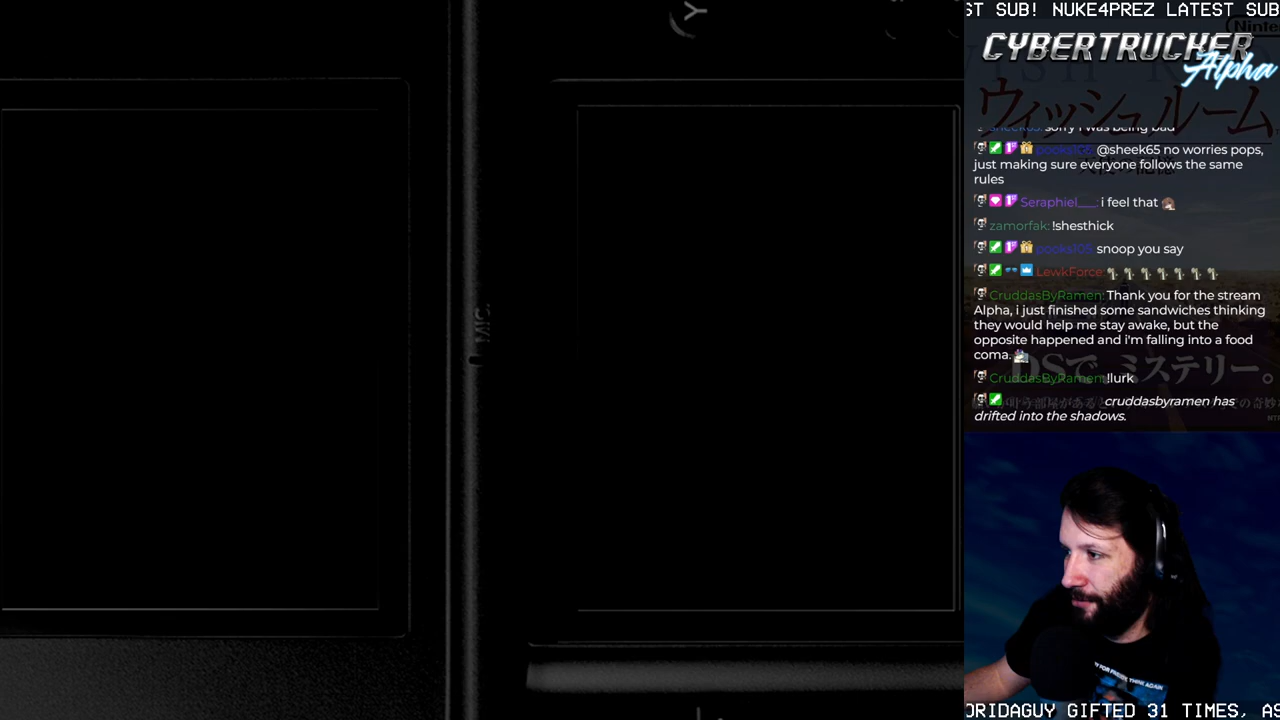 ST SUB! NUKE4PREZ LATEST SUB
CYBERTRUCKER
Alpha
ウィッシュルーム
sheek65: sorry i was being bad
pooks105: @sheek65 no worries pops,
just making sure everyone follows the same
rules
Seraphiel___: i feel that
zamorfak: !shesthick
pooks105: snoop you say
LewkForce:
CruddasByRamen: Thank you for the stream
Alpha, i just finished some sandwiches thinking
they would help me stay awake, but the
opposite happened and i'm falling into a food
coma.
DSで、ミステリー。
CruddasByRamen: !lurk
cruddasbyramen has
drifted into the shadows.
Y
MIC.
ORIDAGUY GIFTED 31 TIMES, AS